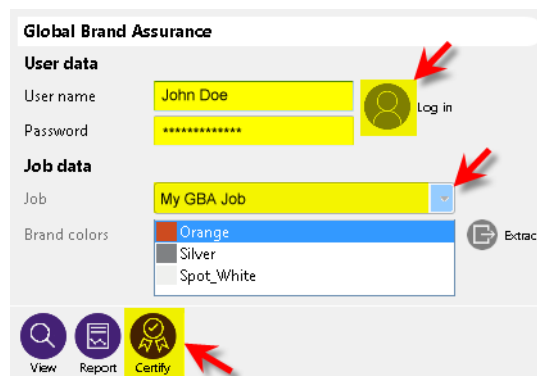 Global Brand Assurance
User data
User name John Doe
Log in
Password *************
Job data
Job My GBA Job
Brand colors Orange
Extrac
Silver
Spot_White
View Report Certify